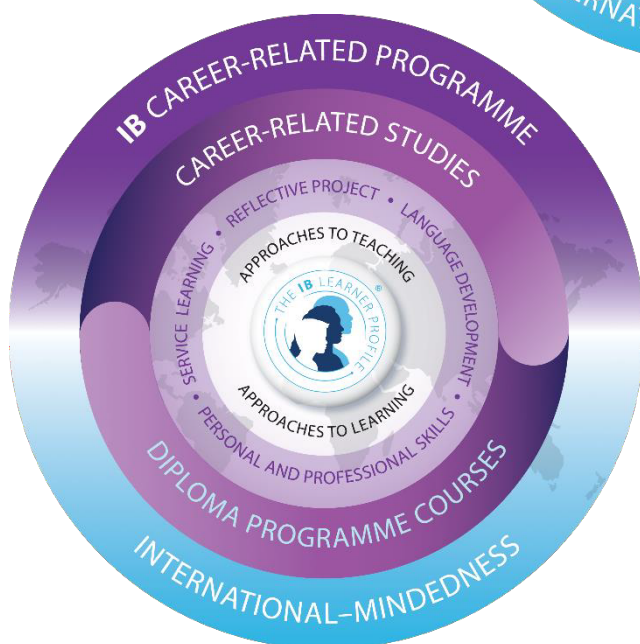 IB CAREER-RELATED PROGRAMME
CAREER-RELATED STUDIES
SERVICE LEARNING • REFLECTIVE PROJECT • LANGUAGE DEVELOPMENT •
APPROACHES TO TEACHING
THE IB LEARNER PROFILE ®
APPROACHES TO LEARNING
• PERSONAL AND PROFESSIONAL SKILLS
DIPLOMA PROGRAMME COURSES
INTERNATIONAL–MINDEDNESS